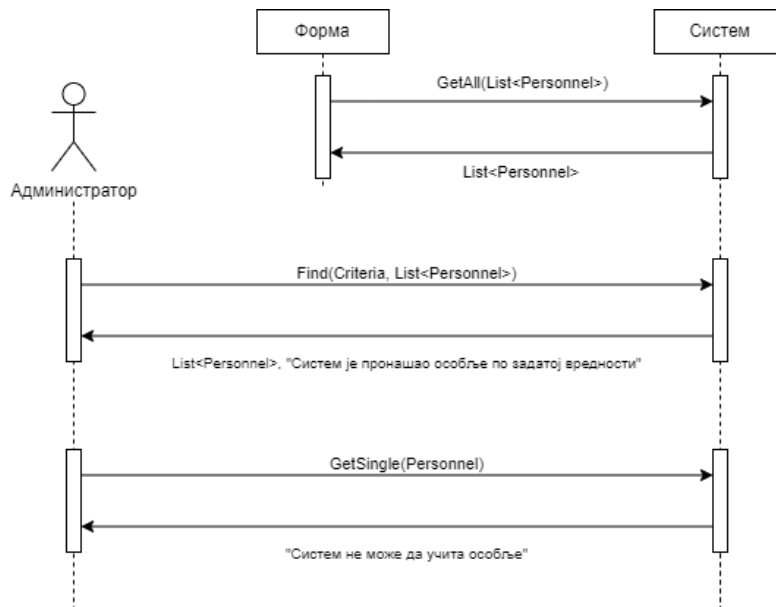 Форма
Систем
GetAll(List<Personnel>)
List<Personnel>
Администратор
Find(Criteria, List<Personnel>)
List<Personnel>, "Систем је пронашао особље по задатој вредности"
GetSingle(Personnel)
"Систем не може да учита особље"